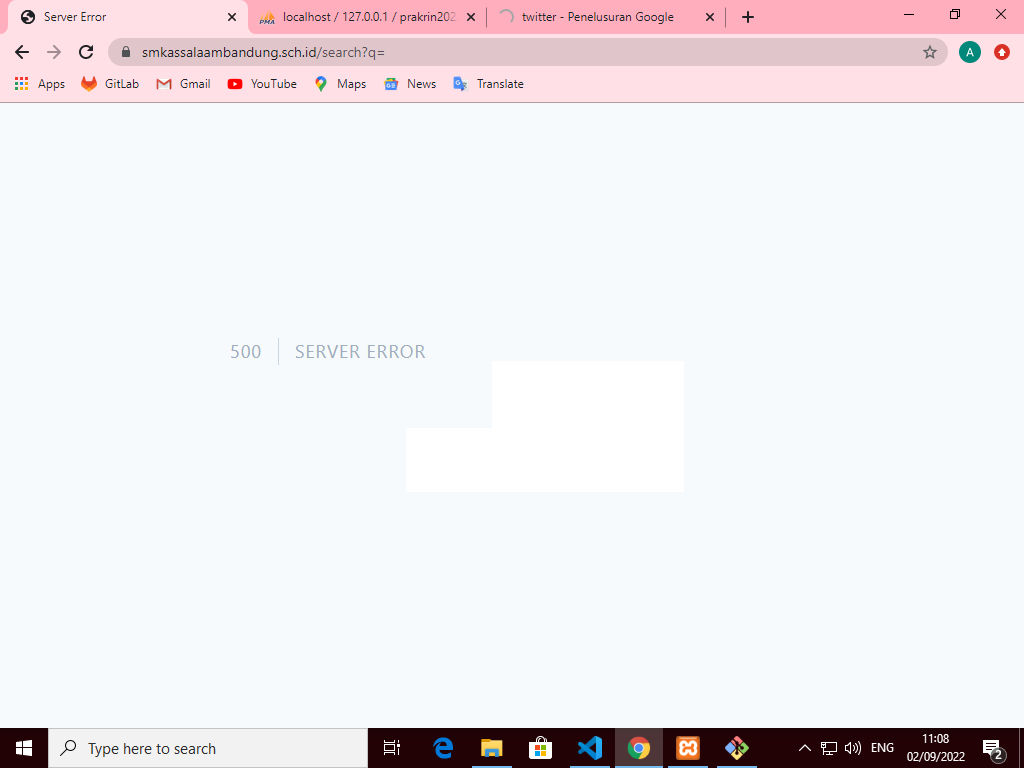 Server Error
localhost / 127.0.0.1 / prakrin202
twitter - Penelusuran Google
smkassalaambandung.sch.id/search?q=
A
Apps
GitLab
Gmail
YouTube
Maps
News
Translate
500
SERVER ERROR
Type here to search
ENG
11:08
02/09/2022
2